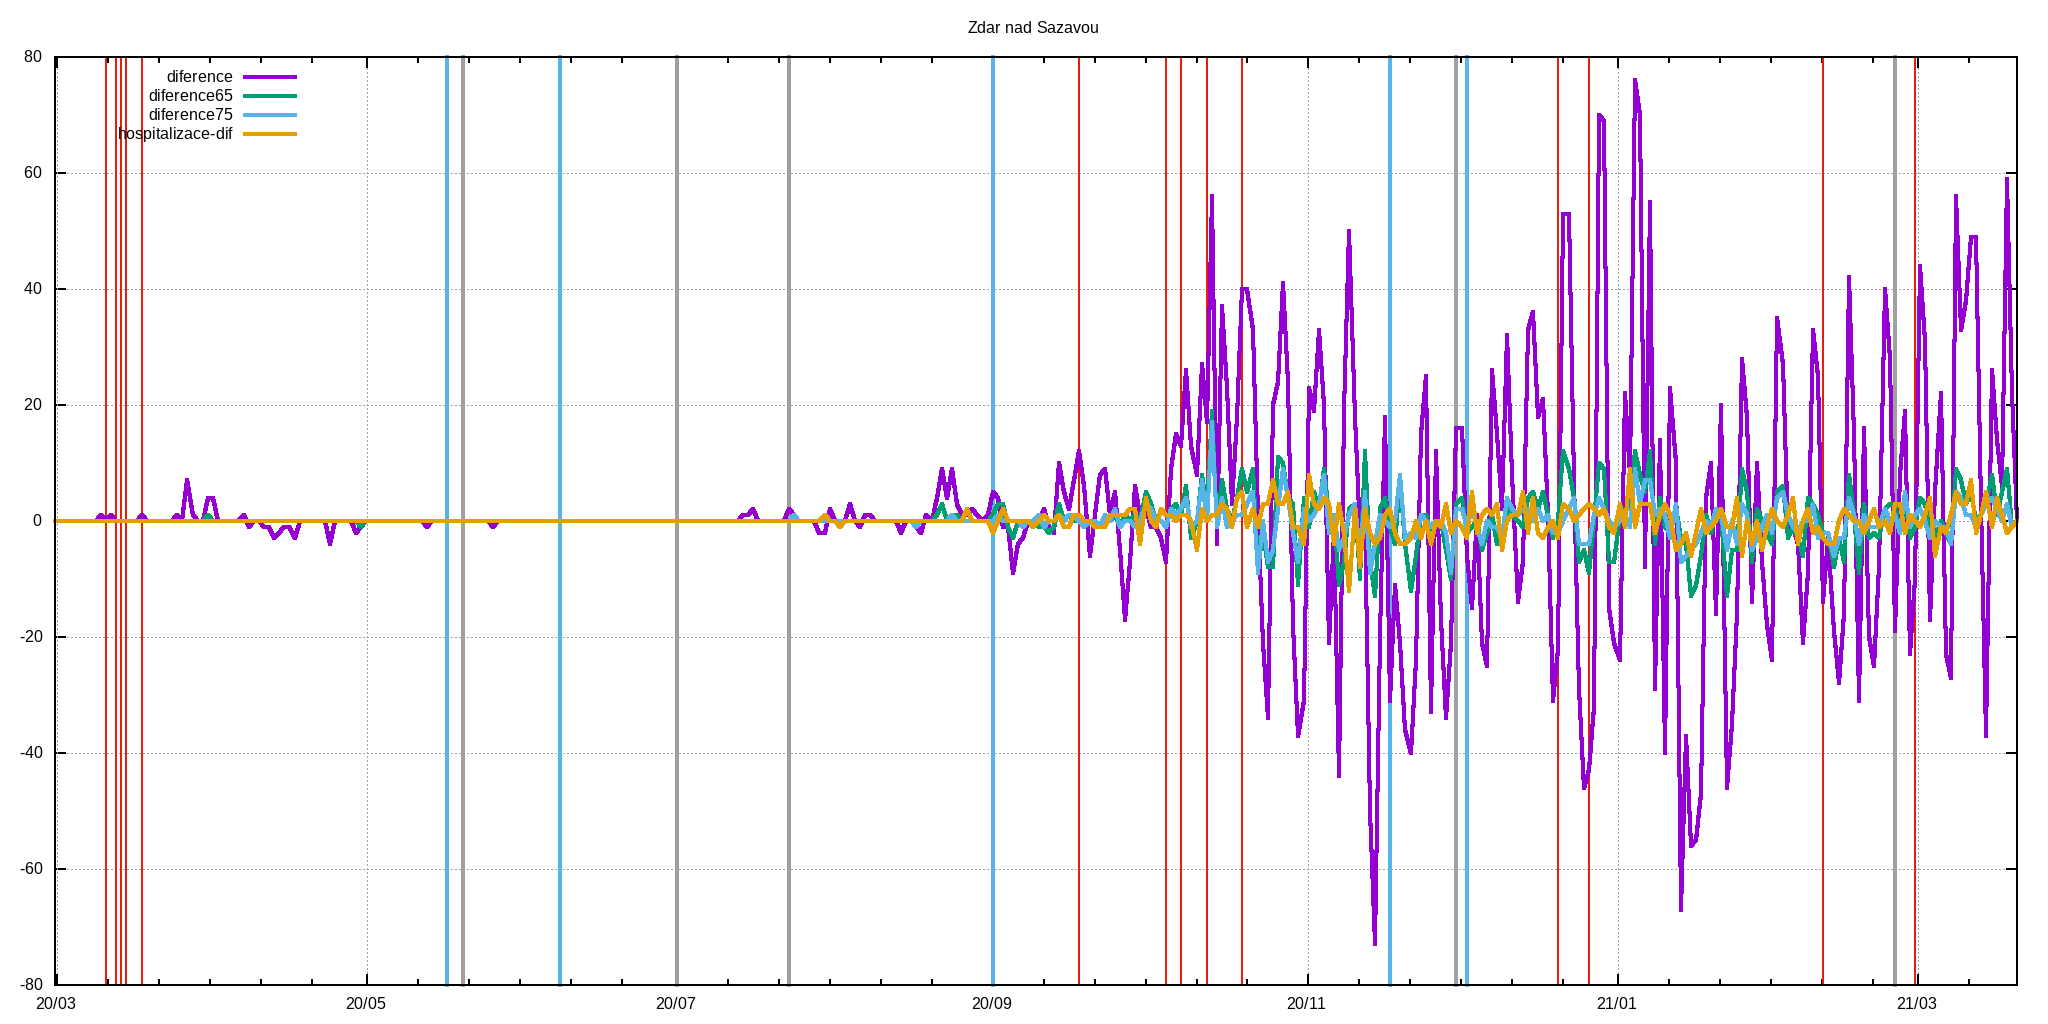 Zdar nad Sazavou
80
60
40
20
0
-20
-40
-60
-80
diference
diference65
diference75
hospitalizace-dif
20/03 20/05 20/07 20/09 20/11 21/01 21/03